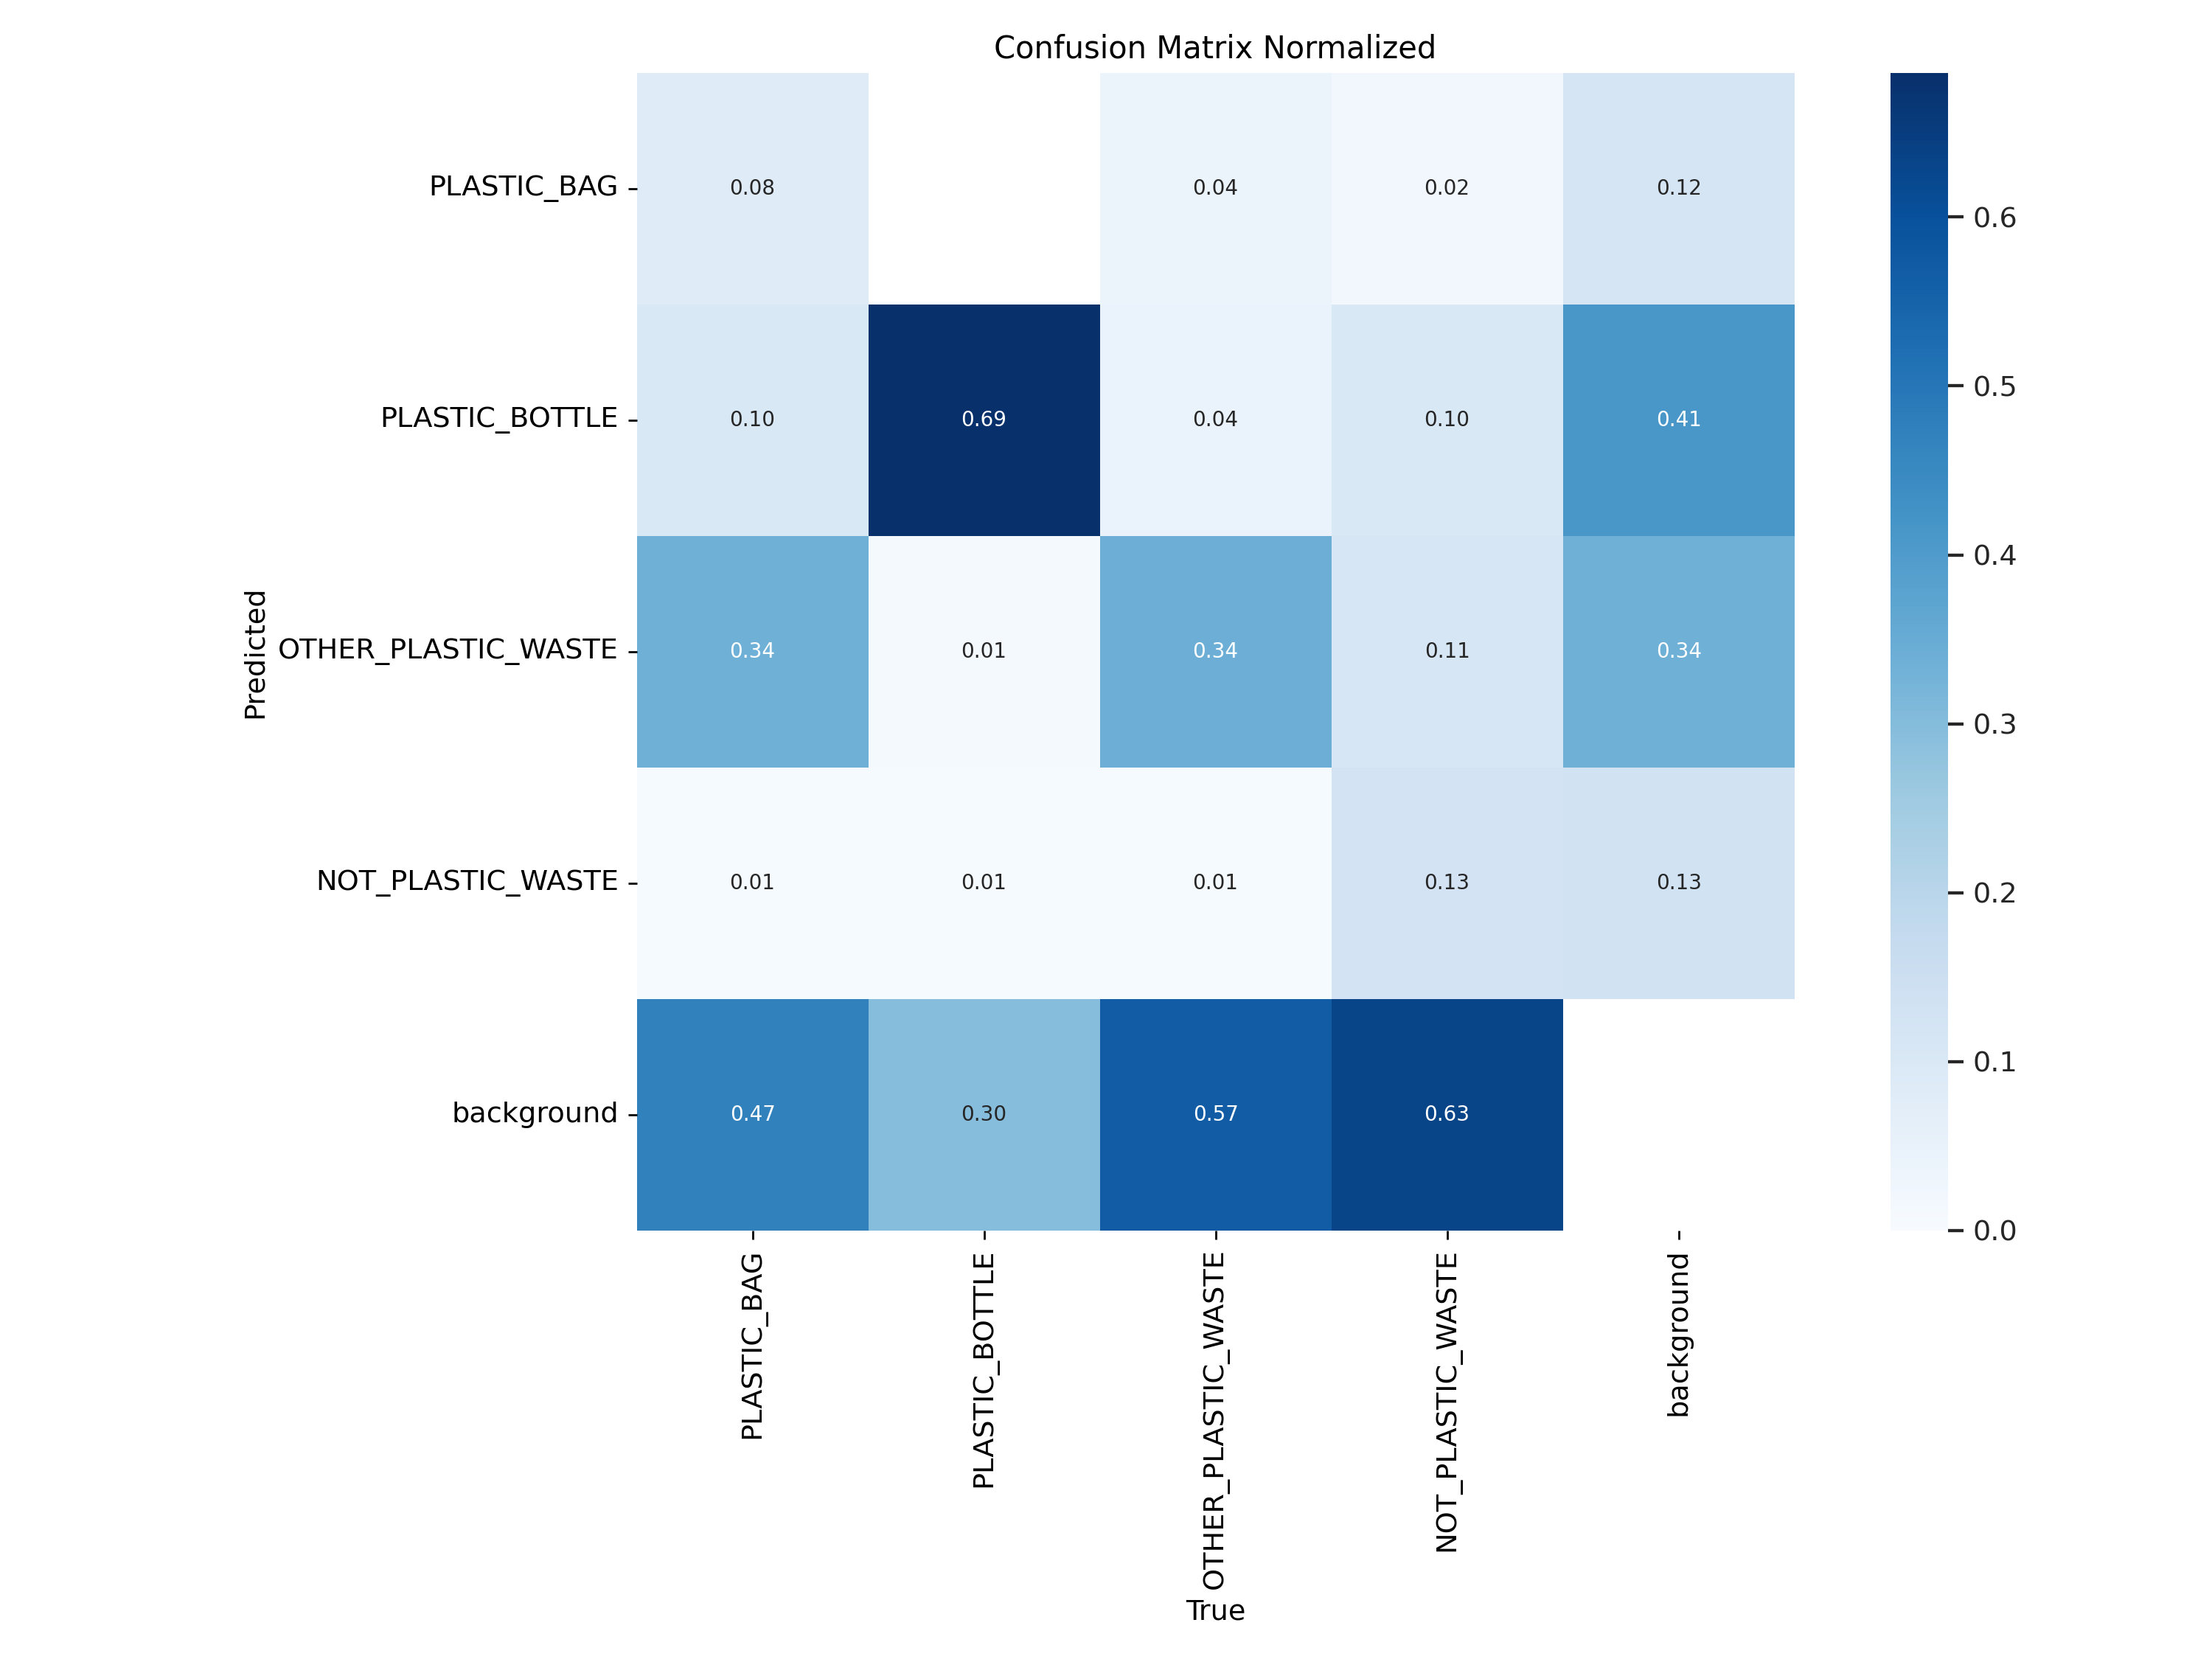 Confusion Matrix Normalized
PLASTIC_BAG
0.08
0.04
0.02
0.12
PLASTIC_BOTTLE
0.10
0.69
0.04
0.10
0.41
OTHER_PLASTIC_WASTE
0.34
0.01
0.34
0.11
0.34
NOT_PLASTIC_WASTE
0.01
0.01
0.01
0.13
0.13
background
0.47
0.30
0.57
0.63
Predicted
PLASTIC_BAG
PLASTIC_BOTTLE
OTHER_PLASTIC_WASTE
NOT_PLASTIC_WASTE
background
True
0.6
0.5
0.4
0.3
0.2
0.1
0.0